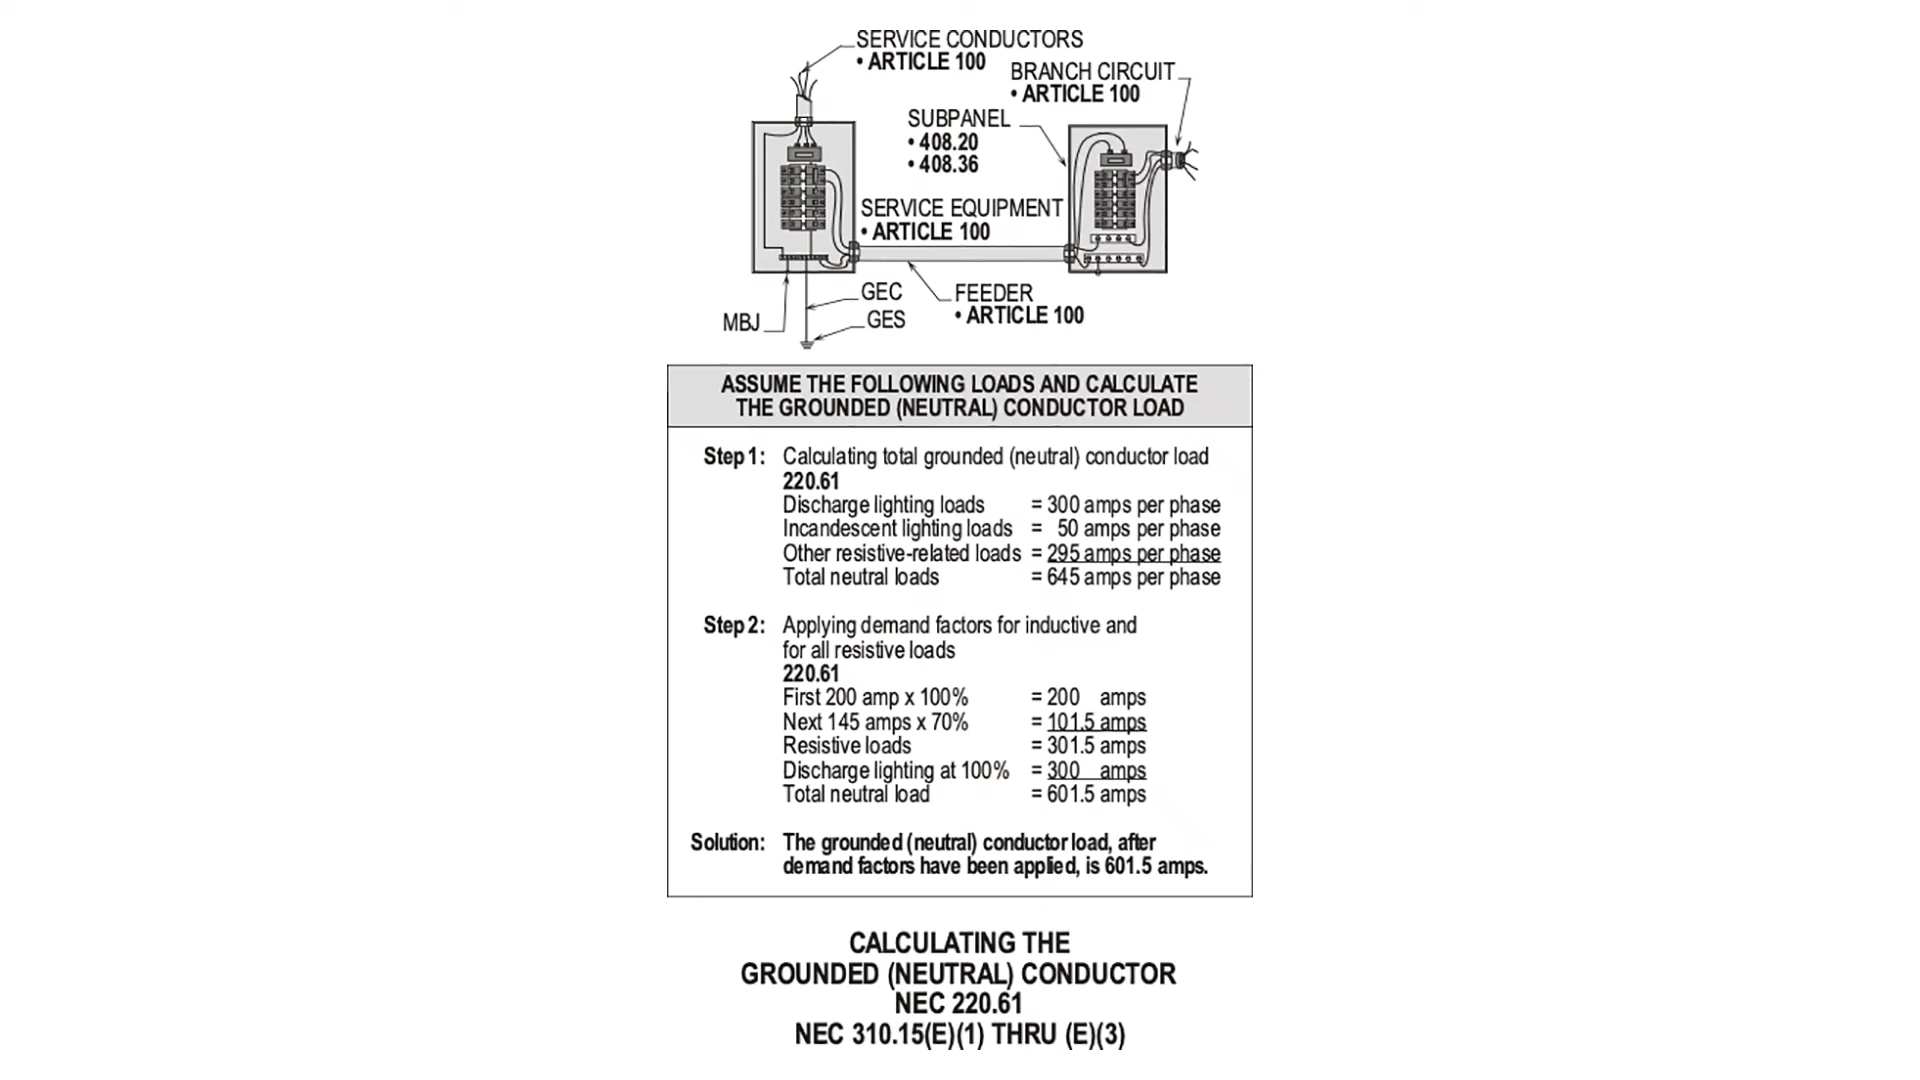 SERVICE CONDUCTORS
• ARTICLE 100
BRANCH CIRCUIT
• ARTICLE 100
SUBPANEL
• 408.20
• 408.36
SERVICE EQUIPMENT
• ARTICLE 100
GEC
GES
MBJ
FEEDER
• ARTICLE 100
ASSUME THE FOLLOWING LOADS AND CALCULATE
THE GROUNDED (NEUTRAL) CONDUCTOR LOAD
Step 1: Calculating total grounded (neutral) conductor load
220.61
Discharge lighting loads = 300 amps per phase
Incandescent lighting loads = 50 amps per phase
Other resistive-related loads = 295 amps per phase
Total neutral loads = 645 amps per phase
Step 2: Applying demand factors for inductive and
for all resistive loads
220.61
First 200 amp x 100% = 200 amps
Next 145 amps x 70% = 101.5 amps
Resistive loads = 301.5 amps
Discharge lighting at 100% = 300 amps
Total neutral load = 601.5 amps
Solution: The grounded (neutral) conductor load, after
demand factors have been applied, is 601.5 amps.
CALCULATING THE
GROUNDED (NEUTRAL) CONDUCTOR
NEC 220.61
NEC 310.15(E)(1) THRU (E)(3)